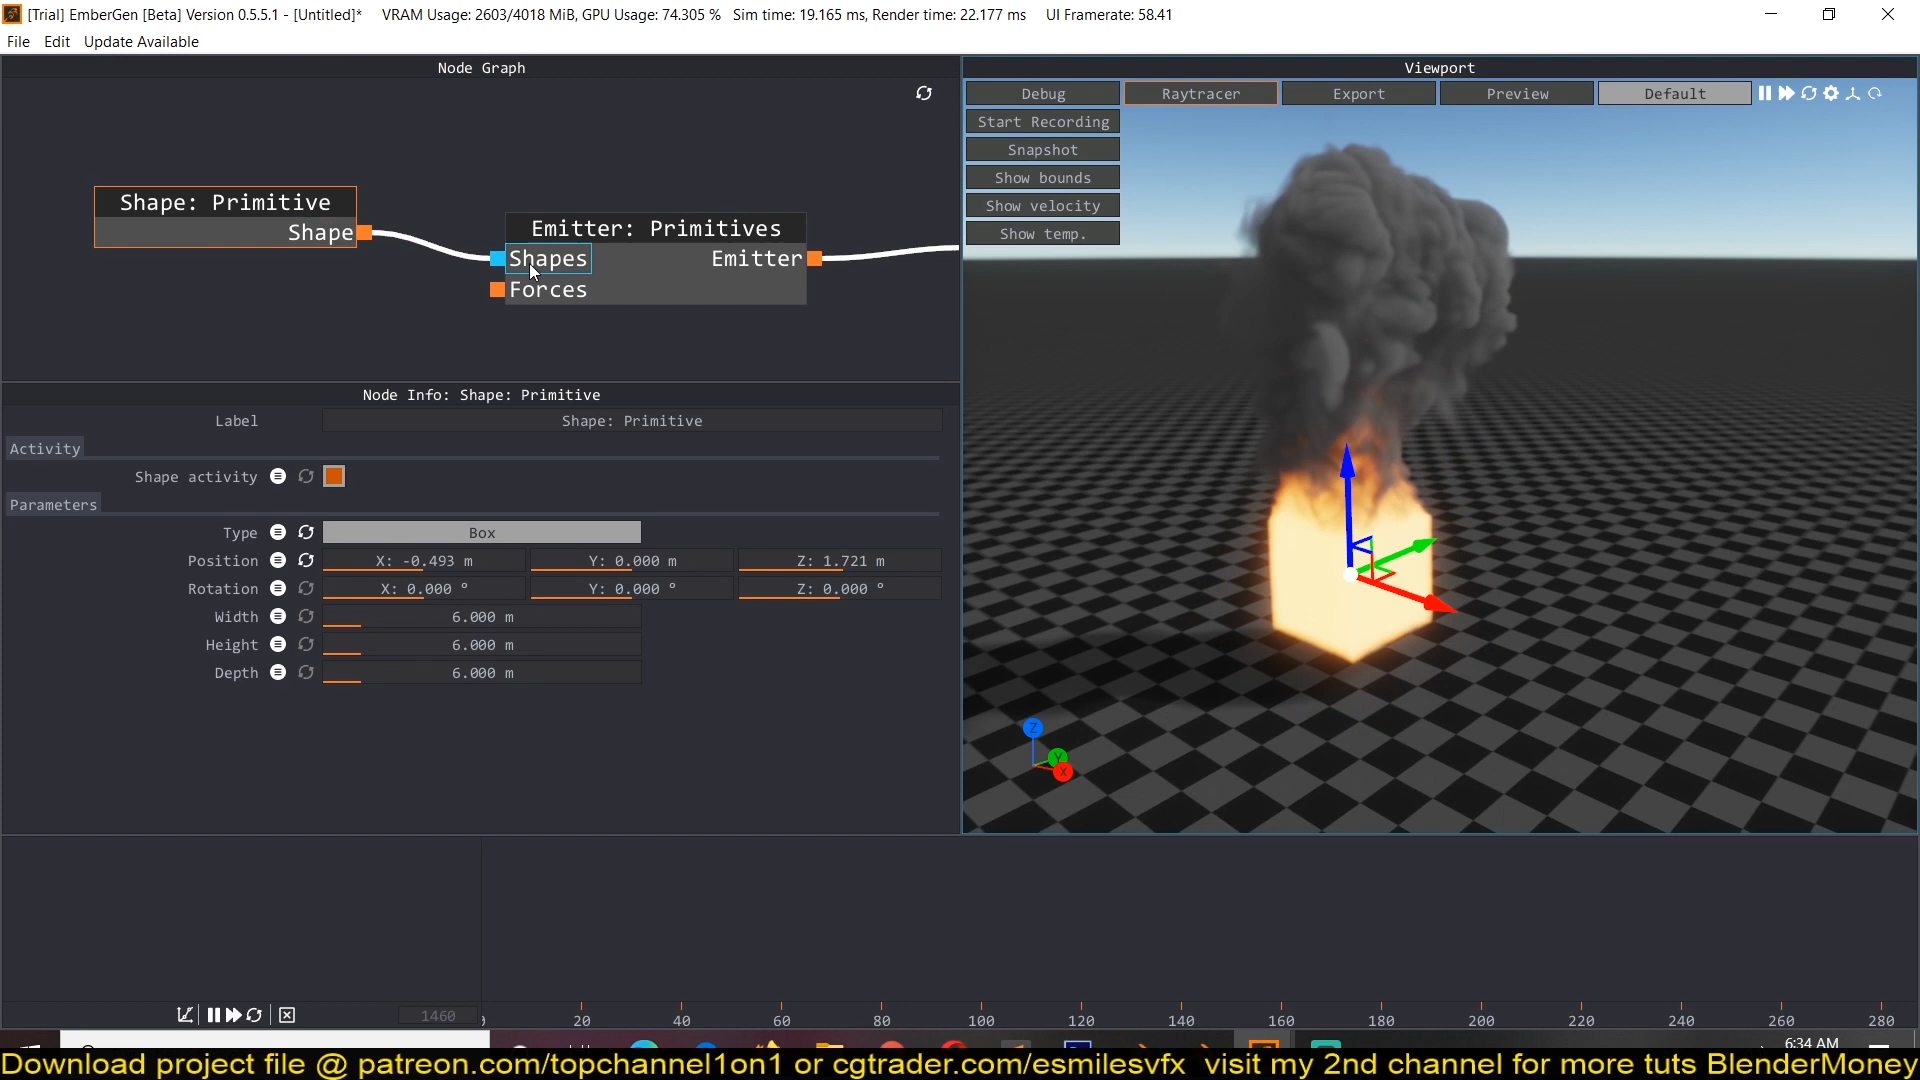 [Trial] EmberGen [Beta] Version 0.5.5.1 - [Untitled]* VRAM Usage: 2603/4018 MiB, GPU Usage: 74.305 % Sim time: 19.165 ms, Render time: 22.177 ms UI Framerate: 58.41
File Edit Update Available
Node Graph
Shape: Primitive
Shape
Emitter: Primitives
Shapes Emitter
Forces
Node Info: Shape: Primitive
Label Shape: Primitive
Activity
Shape activity
Parameters
Type Box
Position X: -0.493 m Y: 0.000 m Z: 1.721 m
Rotation X: 0.000 ° Y: 0.000 ° Z: 0.000 °
Width 6.000 m
Height 6.000 m
Depth 6.000 m
Viewport
Debug Raytracer Export Preview Default
Start Recording
Snapshot
Show bounds
Show velocity
Show temp.
Z
Y
X
1460
20 40 60 80 100 120 140 160 180 200 220 240 260 280
6:34 AM
Download project file @ patreon.com/topchannel1on1 or cgtrader.com/esmilesvfx visit my 2nd channel for more tuts BlenderMoney